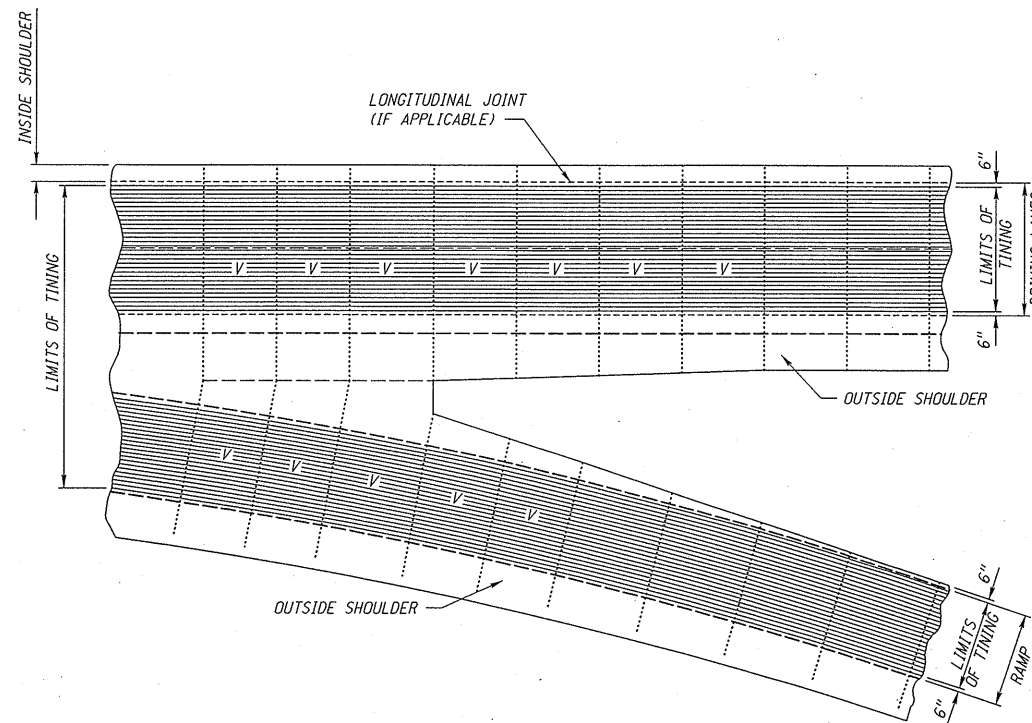 INSIDE SHOULDER
LONGITUDINAL JOINT
(IF APPLICABLE)
6"
LIMITS OF
TINING
6"
LIMITS OF TINING
V V V V V V V
OUTSIDE SHOULDER
V V V V V
OUTSIDE SHOULDER
6"
LIMITS
OF TINING
RAMP
6"